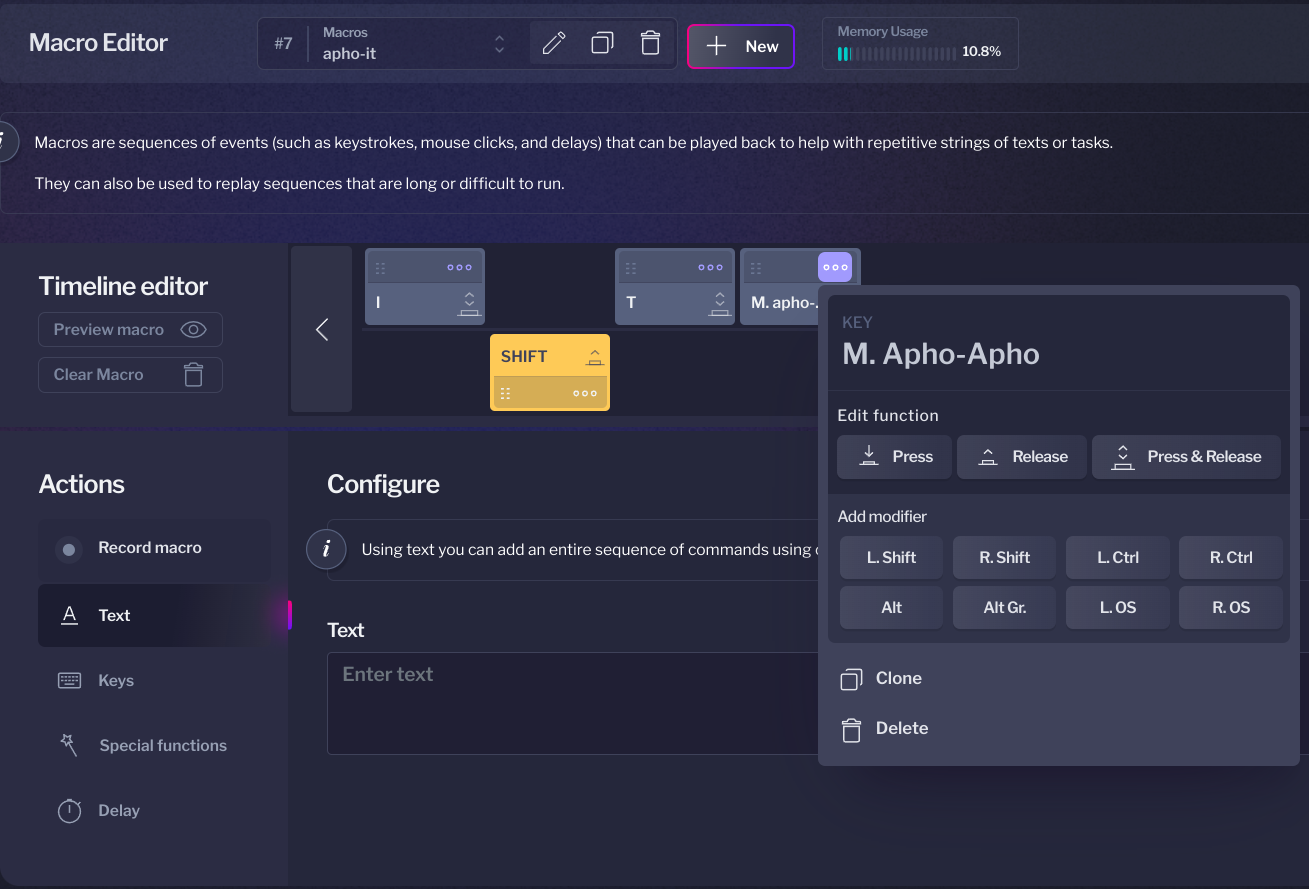 Macro Editor
#7
Macros
apho-it
New
Memory Usage
10.8%
i
Macros are sequences of events (such as keystrokes, mouse clicks, and delays) that can be played back to help with repetitive strings of texts or tasks.
They can also be used to replay sequences that are long or difficult to run.
Timeline editor
Preview macro
Clear Macro
I
SHIFT
T
M. apho-.
KEY
M. Apho-Apho
Edit function
Press
Release
Press & Release
Add modifier
L. Shift
R. Shift
L. Ctrl
R. Ctrl
Alt
Alt Gr.
L. OS
R. OS
Clone
Delete
Actions
Record macro
A Text
Keys
Special functions
Delay
Configure
i
Using text you can add an entire sequence of commands using
Text
Enter text